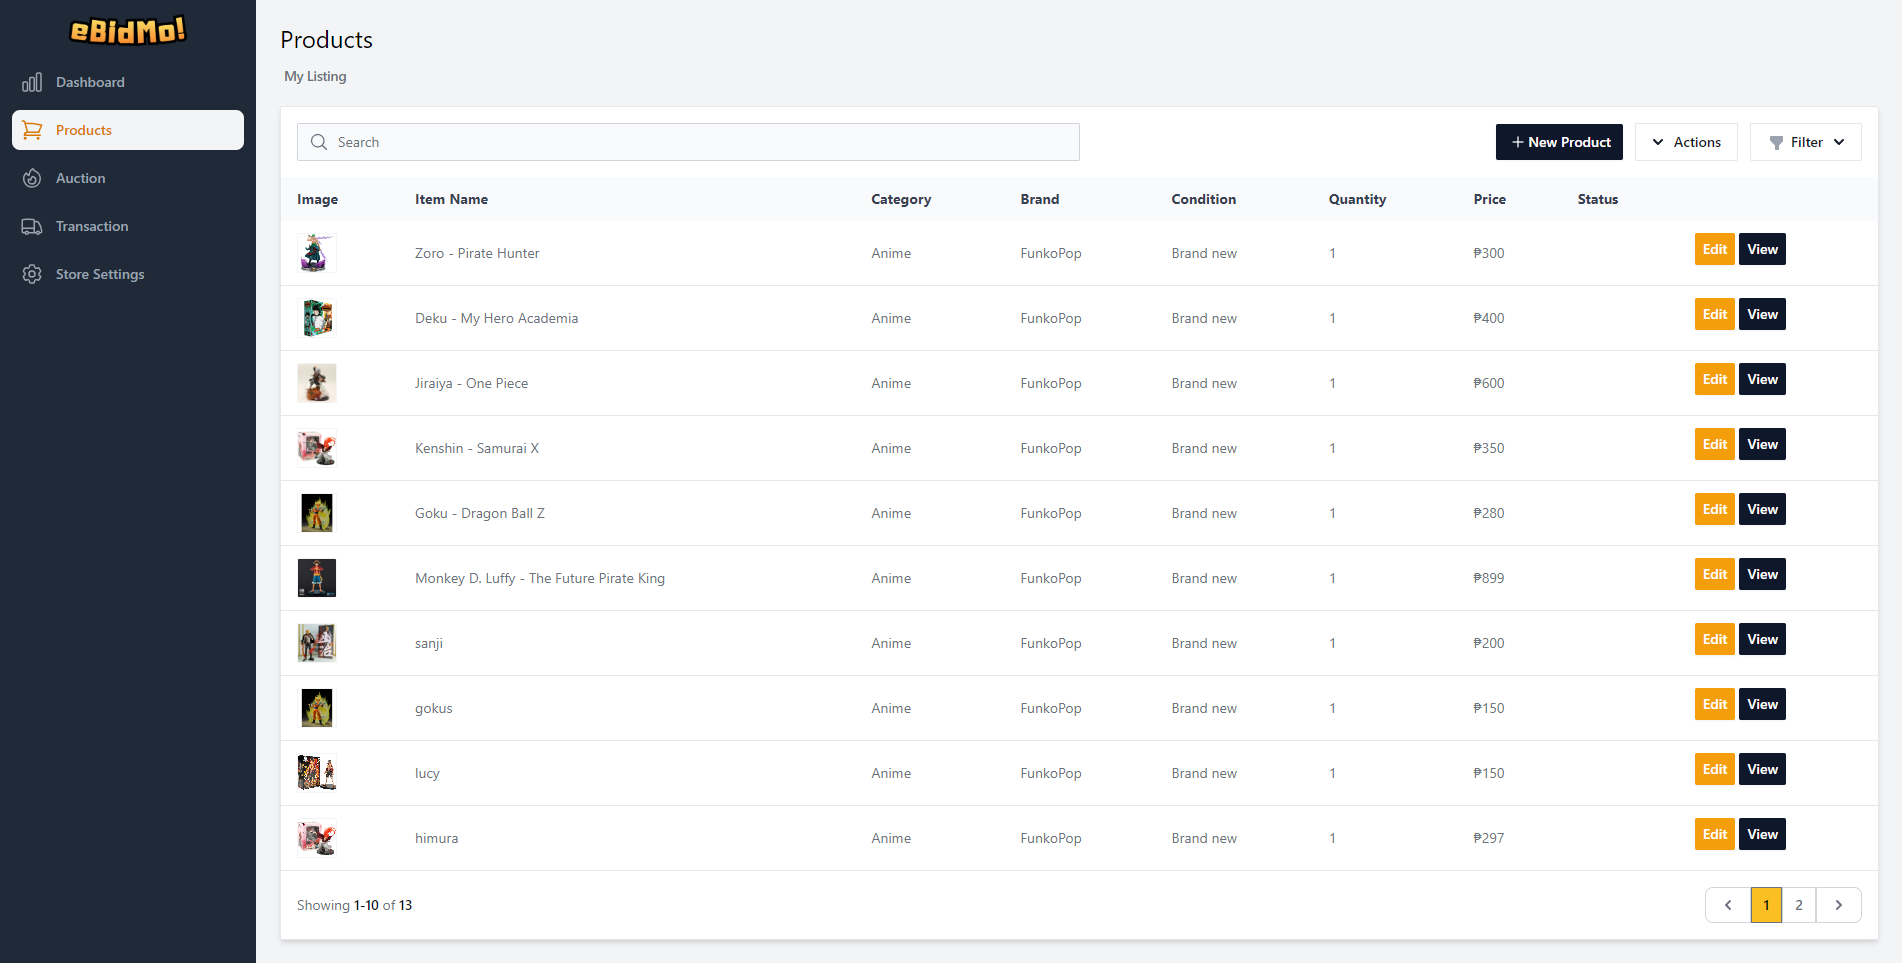 eBidMo!
Dashboard
Products
Auction
Transaction
Store Settings
Products
My Listing
Search
+ New Product
Actions
Filter
Image Item Name Category Brand Condition Quantity Price Status
Zoro - Pirate Hunter Anime FunkoPop Brand new 1 ₱300 Edit View
Deku - My Hero Academia Anime FunkoPop Brand new 1 ₱400 Edit View
Jiraiya - One Piece Anime FunkoPop Brand new 1 ₱600 Edit View
Kenshin - Samurai X Anime FunkoPop Brand new 1 ₱350 Edit View
Goku - Dragon Ball Z Anime FunkoPop Brand new 1 ₱280 Edit View
Monkey D. Luffy - The Future Pirate King Anime FunkoPop Brand new 1 ₱899 Edit View
sanji Anime FunkoPop Brand new 1 ₱200 Edit View
gokus Anime FunkoPop Brand new 1 ₱150 Edit View
lucy Anime FunkoPop Brand new 1 ₱150 Edit View
himura Anime FunkoPop Brand new 1 ₱297 Edit View
Showing 1-10 of 13
1 2